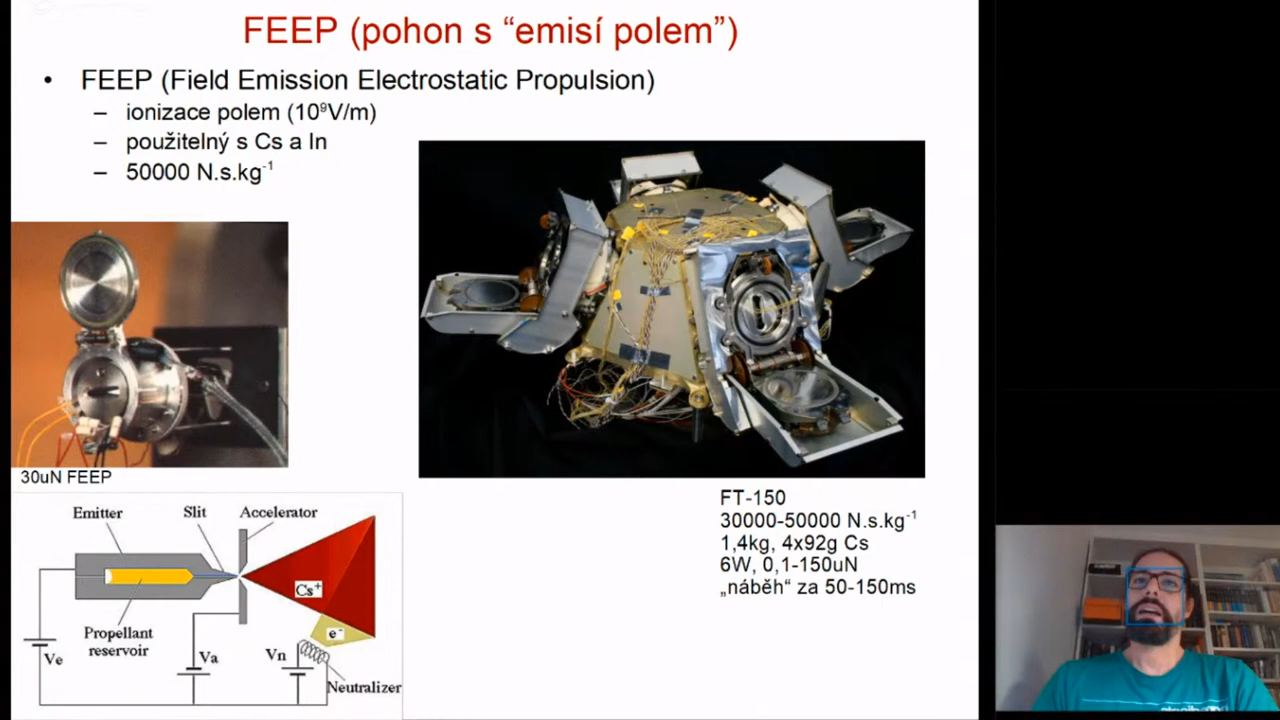 FEEP (pohon s “emisí polem”)
• FEEP (Field Emission Electrostatic Propulsion)
– ionizace polem (10⁹V/m)
– použitelný s Cs a In
– 50000 N.s.kg⁻¹
30uN FEEP
Emitter
Slit
Accelerator
Cs⁺
e⁻
Propellant
reservoir
Ve
Va
Vn
Neutralizer
FT-150
30000-50000 N.s.kg⁻¹
1,4kg, 4x92g Cs
6W, 0,1-150uN
„náběh“ za 50-150ms